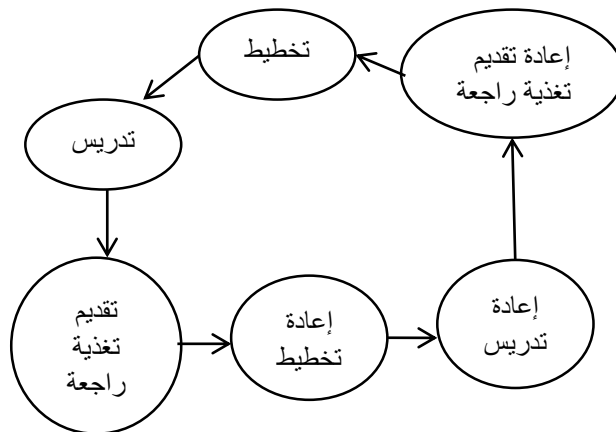 تخطيط
تدريس
تقديم
تغذية
راجعة
إعادة
تخطيط
إعادة
تدريس
إعادة تقديم
تغذية راجعة